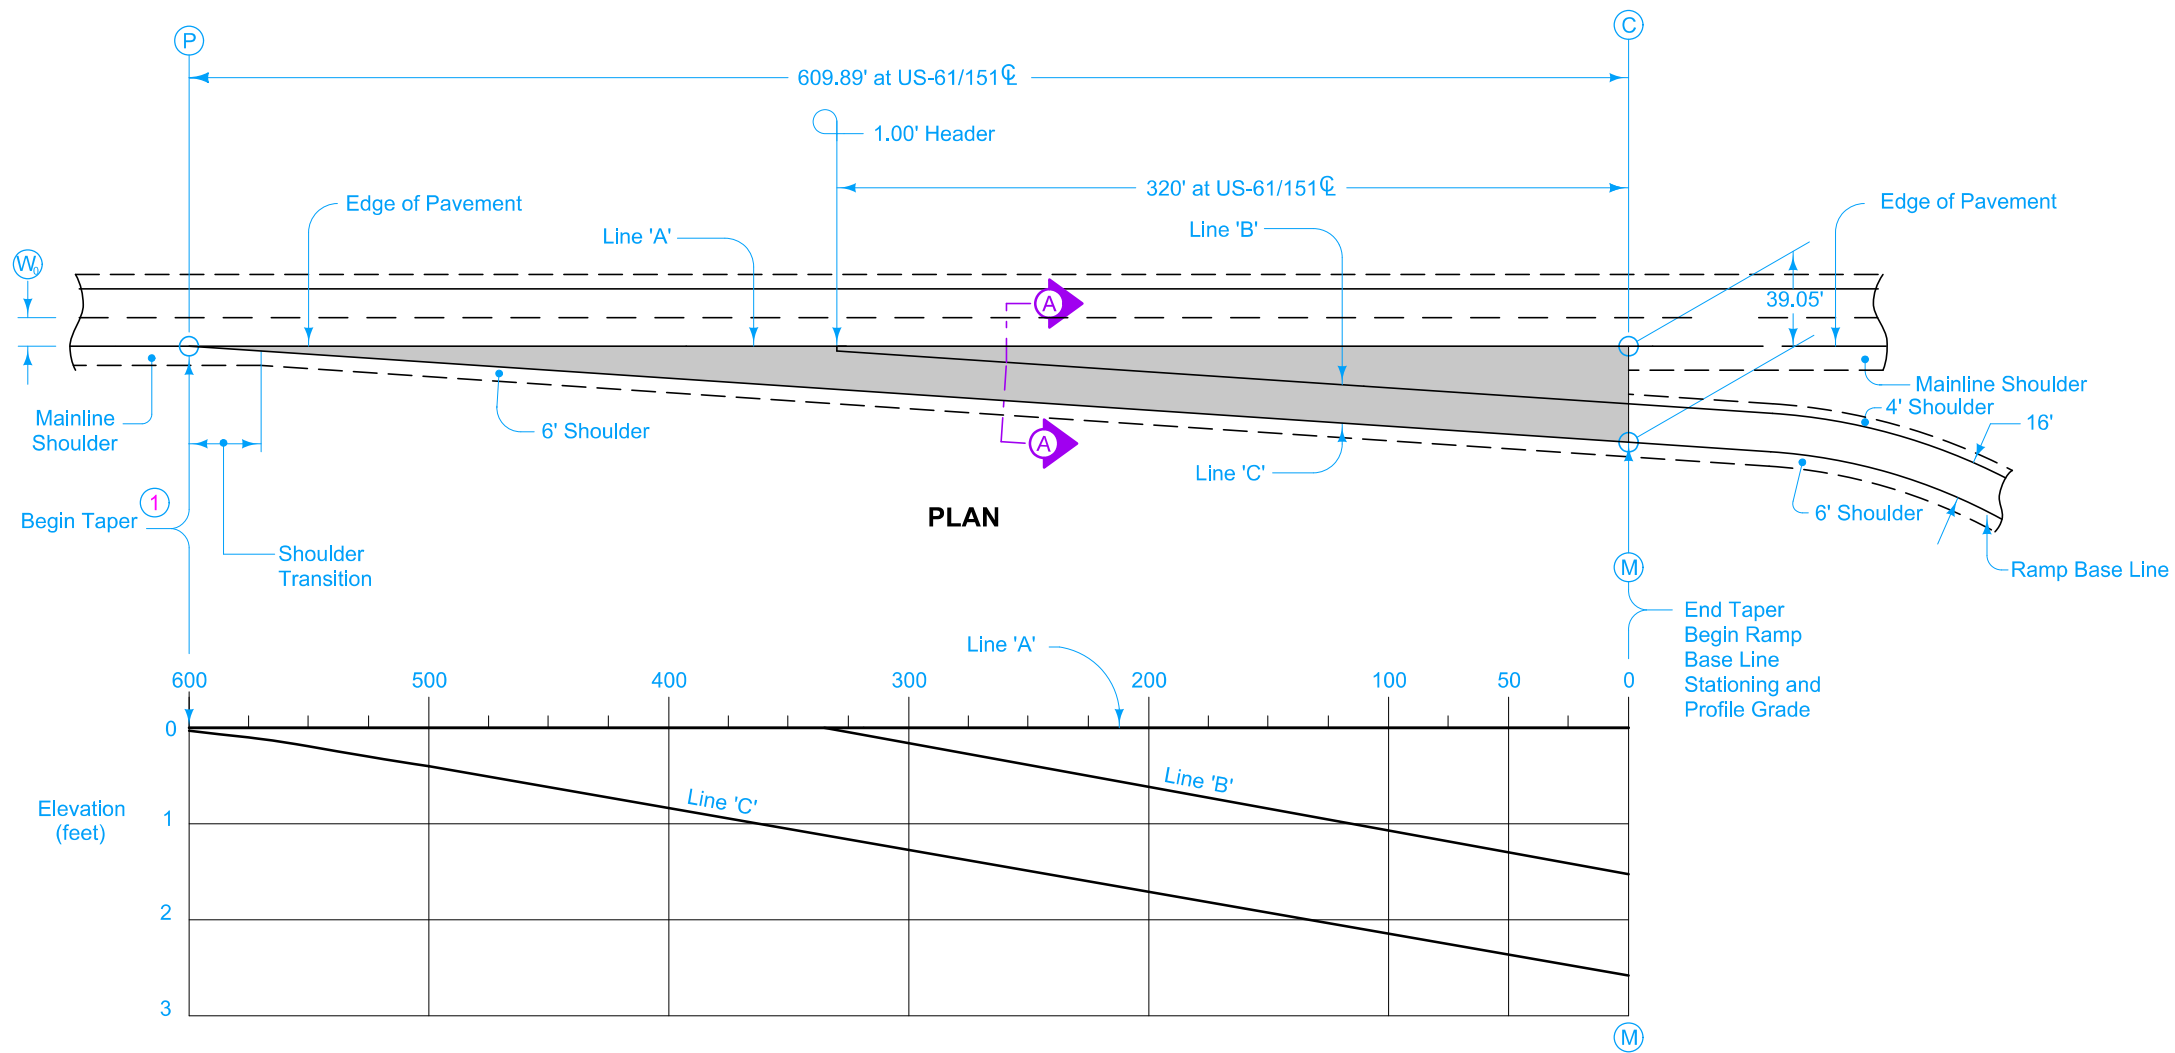 P
C
609.89' at US-61/151 ℄
1.00' Header
320' at US-61/151 ℄
Edge of Pavement
Edge of Pavement
Line 'A'
Line 'B'
W₀
A
39.05'
Mainline
Shoulder
6' Shoulder
A
Line 'C'
Mainline Shoulder
4' Shoulder
16'
1
Begin Taper
PLAN
6' Shoulder
Shoulder
Transition
M
Ramp Base Line
End Taper
Begin Ramp
Base Line
Stationing and
Profile Grade
Line 'A'
600 500 400 300 200 100 50 0
0
Line 'B'
Line 'C'
Elevation
(feet)
1
2
3
M